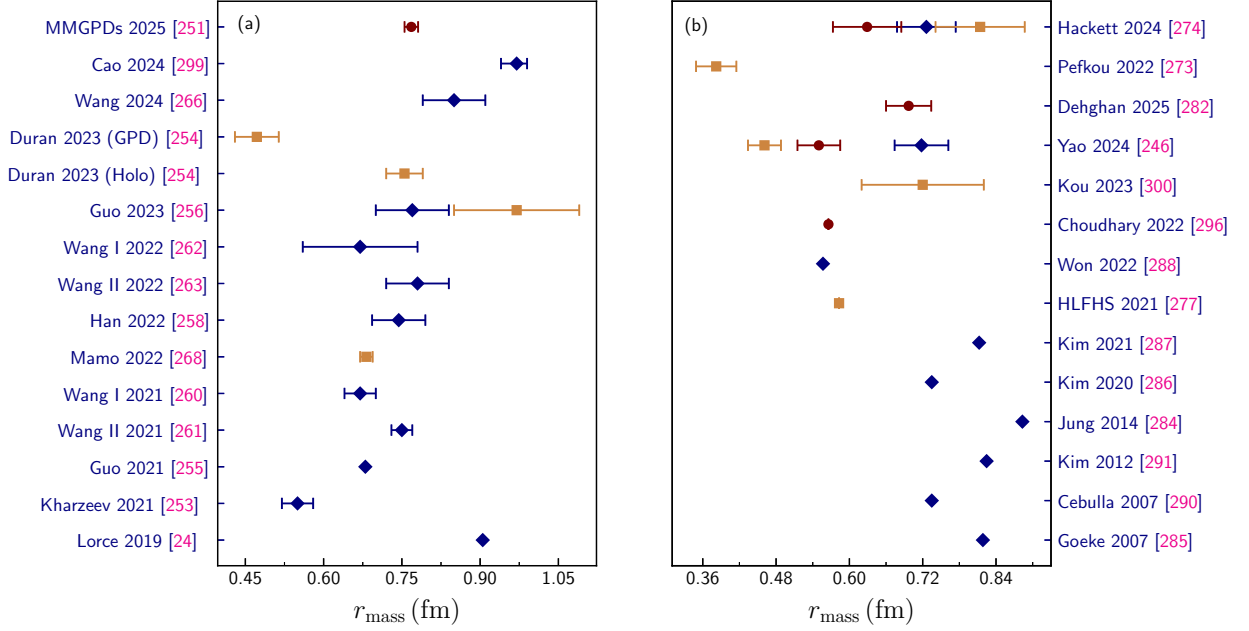 (a)
MMGPDs 2025 [251]
Cao 2024 [299]
Wang 2024 [266]
Duran 2023 (GPD) [254]
Duran 2023 (Holo) [254]
Guo 2023 [256]
Wang I 2022 [262]
Wang II 2022 [263]
Han 2022 [258]
Mamo 2022 [268]
Wang I 2021 [260]
Wang II 2021 [261]
Guo 2021 [255]
Kharzeev 2021 [253]
Lorce 2019 [24]
0.45 0.60 0.75 0.90 1.05
r_mass (fm)
(b)
Hackett 2024 [274]
Pefkou 2022 [273]
Dehghan 2025 [282]
Yao 2024 [246]
Kou 2023 [300]
Choudhary 2022 [296]
Won 2022 [288]
HLFHS 2021 [277]
Kim 2021 [287]
Kim 2020 [286]
Jung 2014 [284]
Kim 2012 [291]
Cebulla 2007 [290]
Goeke 2007 [285]
0.36 0.48 0.60 0.72 0.84
r_mass (fm)